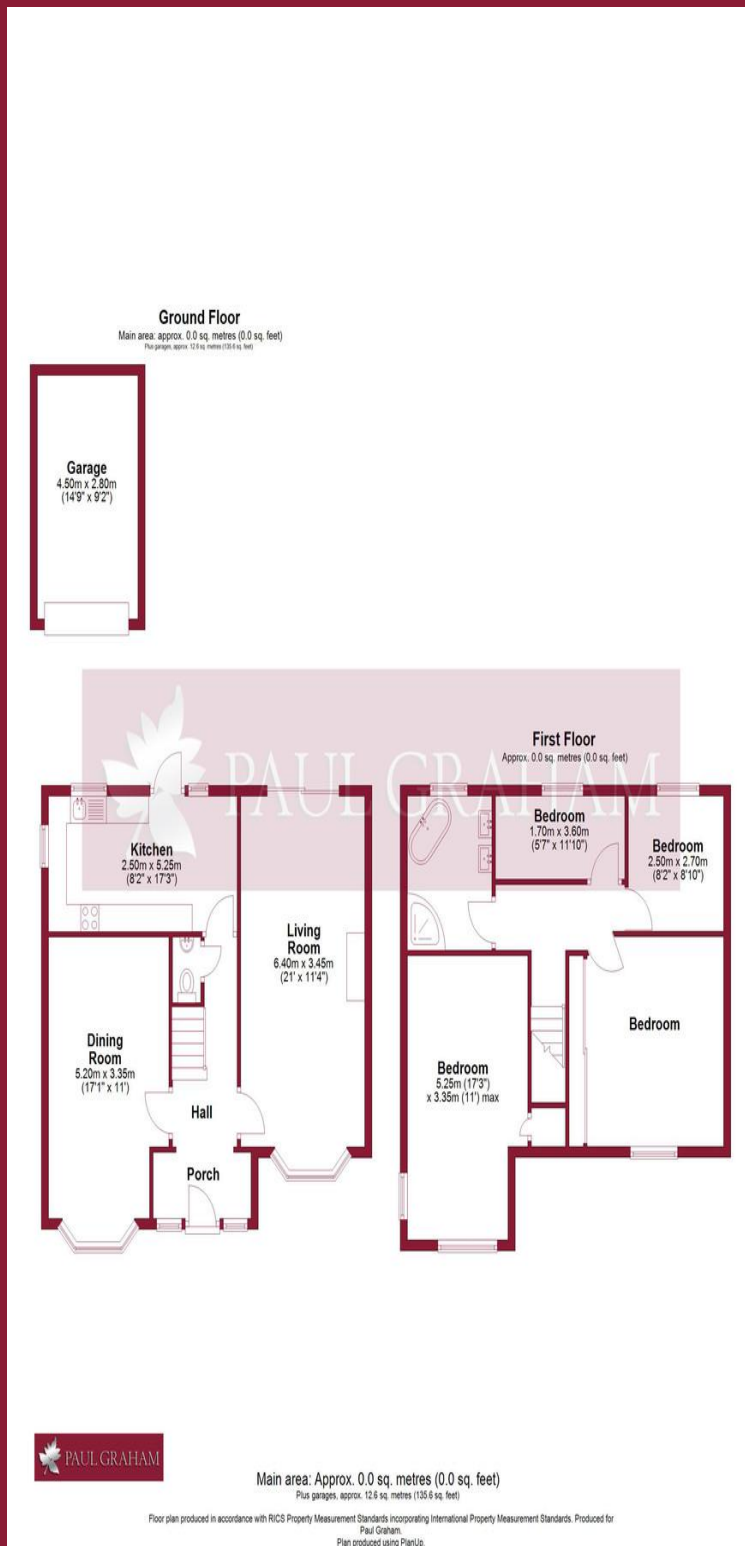 Ground Floor
Main area: approx. 0.0 sq. metres (0.0 sq. feet)
Plus garages, approx. 12.6 sq. metres (135.6 sq. feet)
Garage
4.50m x 2.80m
(14'9" x 9'2")
PAUL GRAHAM
First Floor
Approx. 0.0 sq. metres (0.0 sq. feet)
Kitchen
2.50m x 5.25m
(8'2" x 17'3")
Living
Room
6.40m x 3.45m
(21' x 11'4")
Dining
Room
5.20m x 3.35m
(17'1" x 11')
Hall
Porch
Bedroom
1.70m x 3.60m
(5'7" x 11'10")
Bedroom
2.50m x 2.70m
(8'2" x 8'10")
Bedroom
Bedroom
5.25m (17'3")
x 3.35m (11') max
PAUL GRAHAM
Main area: Approx. 0.0 sq. metres (0.0 sq. feet)
Plus garages, approx. 12.6 sq. metres (135.6 sq. feet)
Floor plan produced in accordance with RICS Property Measurement Standards incorporating International Property Measurement Standards. Produced for
Paul Graham.
Plan produced using PlanUp.